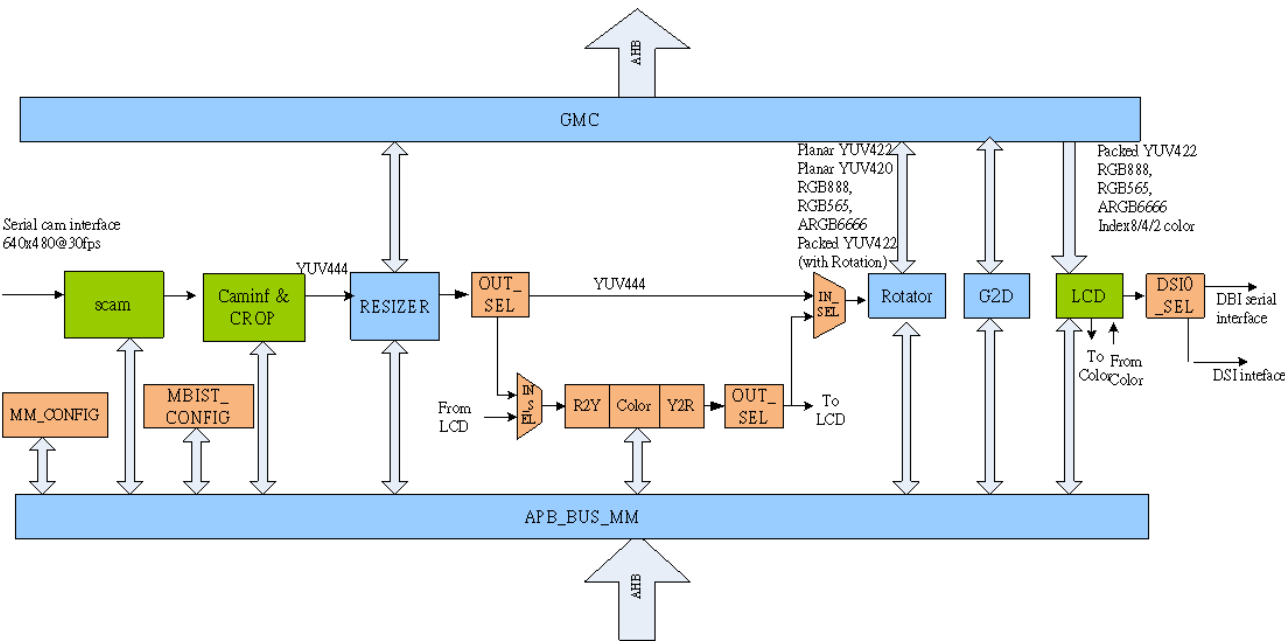 AHB
GMC
Planar YUV422
Planar YUV420
RGB888,
RGB565,
ARGB6666
Packed YUV422
(with Rotation)
Packed YUV422
RGB888,
RGB565,
ARGB6666
Index8/4/2 color
Serial cam interface
640x480@30fps
scam
Caminf &
CROP
YUV444
RESIZER
OUT_
SEL
YUV444
IN_
SEL
Rotator
G2D
LCD
DSI0
_SEL
DBI serial
interface
DSI inteface
To
Color
From
Color
MM_CONFIG
MBIST_
CONFIG
From
LCD
IN
_S
EL
R2Y
Color
Y2R
OUT_
SEL
To
LCD
APB_BUS_MM
AHB